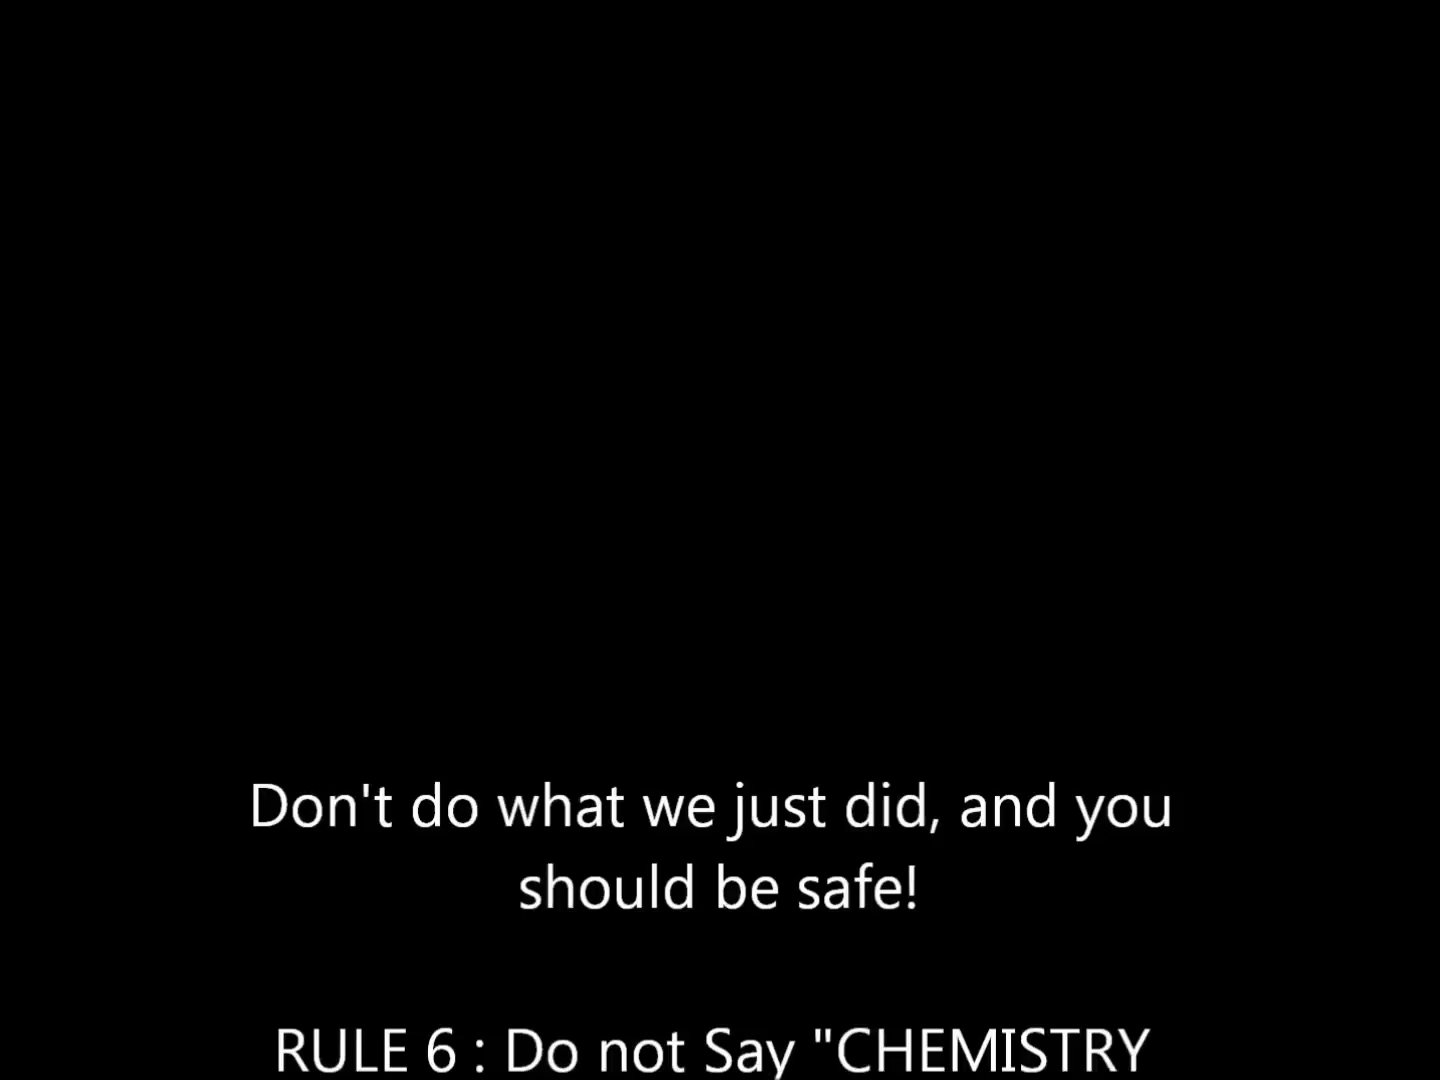 Don't do what we just did, and you
should be safe!
RULE 6 : Do not Say "CHEMISTRY